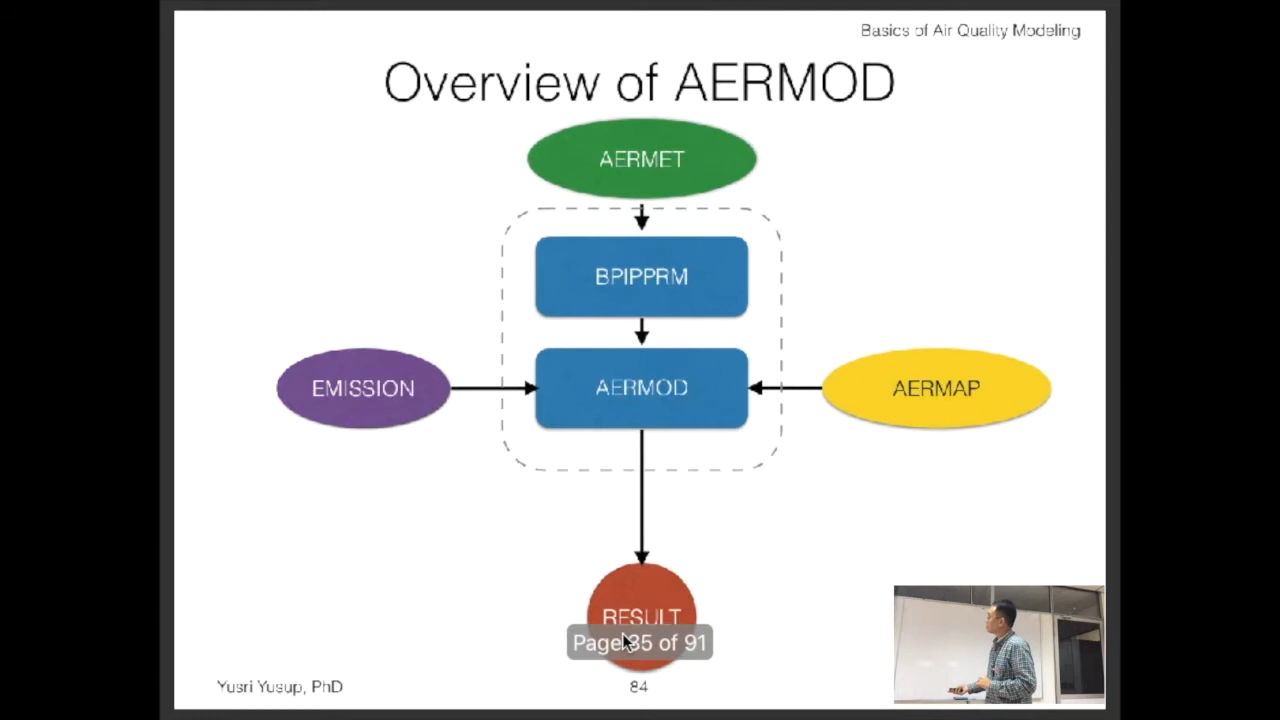 Basics of Air Quality Modeling
Overview of AERMOD
AERMET
BPIPPRM
EMISSION
AERMOD
AERMAP
RESULT
Page 85 of 91
Yusri Yusup, PhD
84